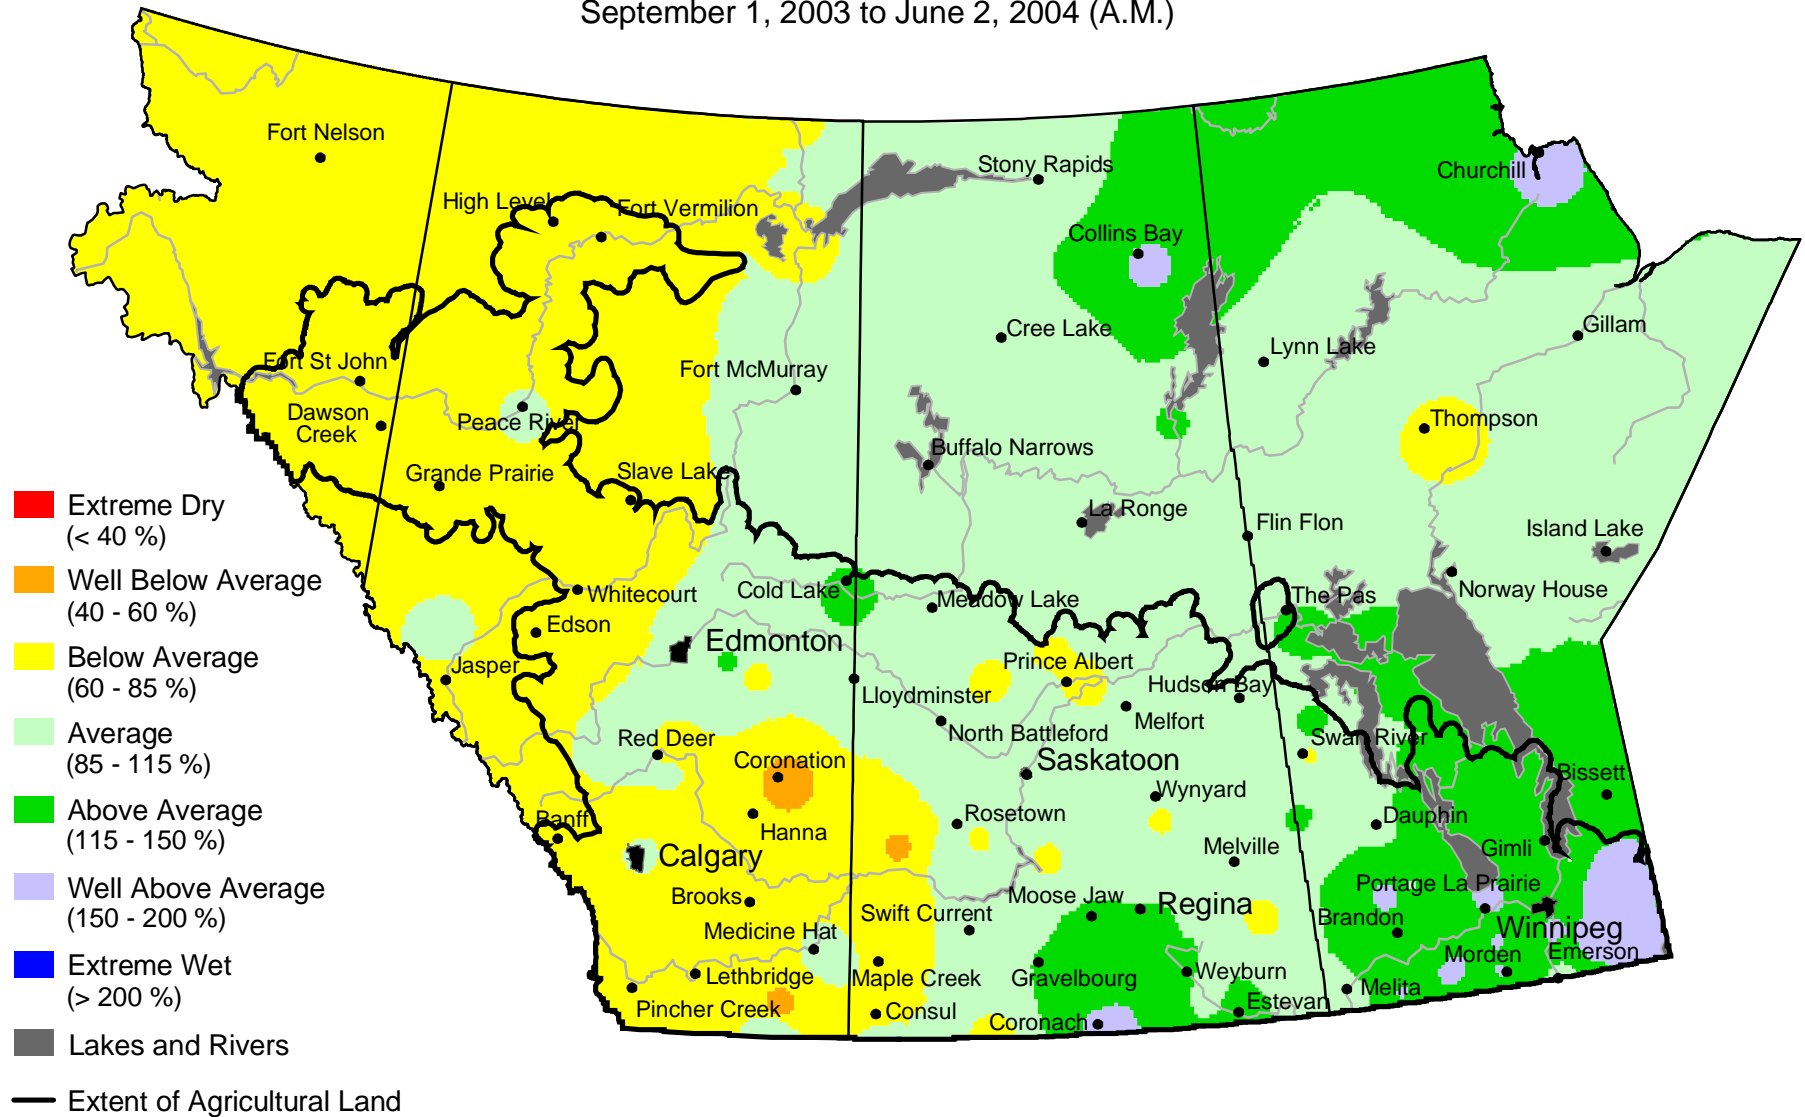 September 1, 2003 to June 2, 2004 (A.M.)
Fort Nelson
Stony Rapids
Churchill
High Level
Fort Vermilion
Collins Bay
Cree Lake
Gillam
Lynn Lake
Fort St John
Fort McMurray
Dawson
Creek
Peace River
Thompson
Buffalo Narrows
Grande Prairie
Slave Lake
La Ronge
Flin Flon
Island Lake
Whitecourt
Cold Lake
Meadow Lake
The Pas
Norway House
Edson
Edmonton
Jasper
Prince Albert
Lloydminster
Hudson Bay
Melfort
North Battleford
Red Deer
Swan River
Coronation
Saskatoon
Bissett
Wynyard
Banff
Hanna
Rosetown
Dauphin
Calgary
Melville
Gimli
Brooks
Moose Jaw
Regina
Portage La Prairie
Swift Current
Brandon
Medicine Hat
Winnipeg
Morden
Emerson
Lethbridge
Maple Creek
Gravelbourg
Weyburn
Melita
Pincher Creek
Consul
Coronach
Estevan
Extreme Dry
(< 40 %)
Well Below Average
(40 - 60 %)
Below Average
(60 - 85 %)
Average
(85 - 115 %)
Above Average
(115 - 150 %)
Well Above Average
(150 - 200 %)
Extreme Wet
(> 200 %)
Lakes and Rivers
Extent of Agricultural Land